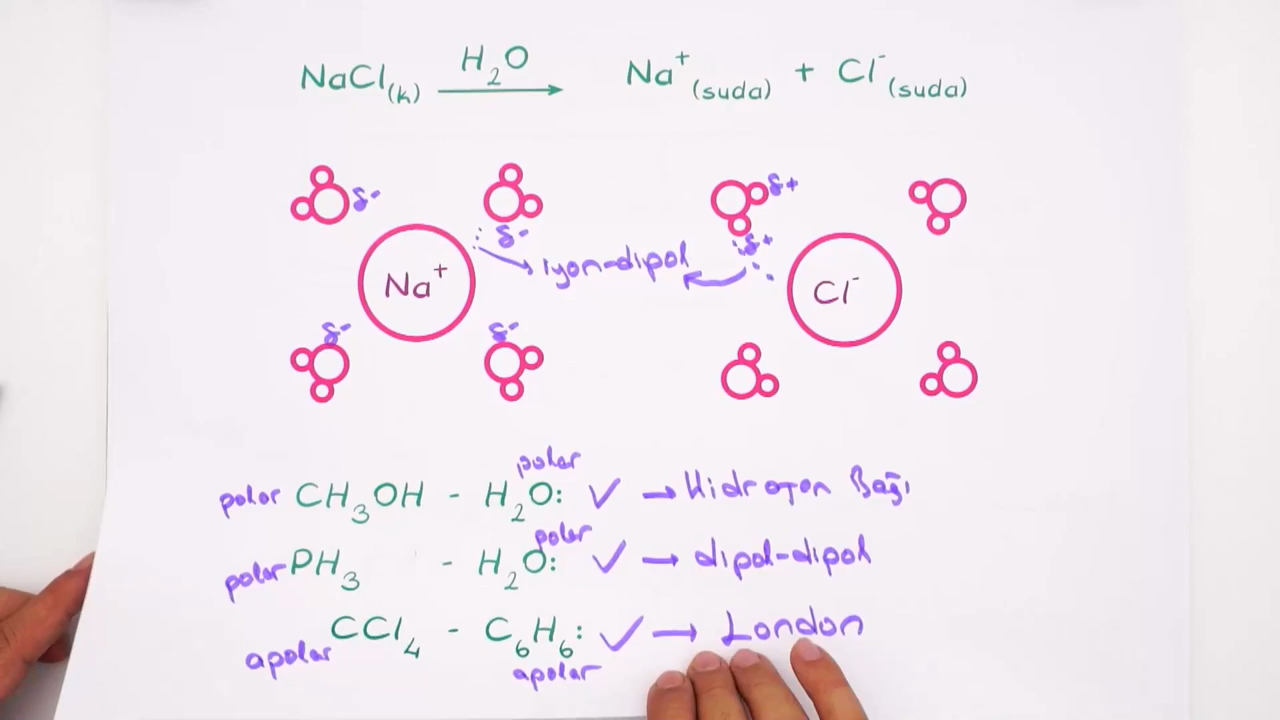 NaCl(k) H₂O → Na⁺(suda) + Cl⁻(suda)
δ- δ- δ+
δ- δ+
iyon-dipol
Na⁺ Cl⁻
δ- δ-
polar
polar CH₃OH - H₂O: ✓ → Hidrojen Bağı
polar
polar PH₃ - H₂O: ✓ → dipol-dipol
CCl₄ - C₆H₆: ✓ → London
apolar apolar